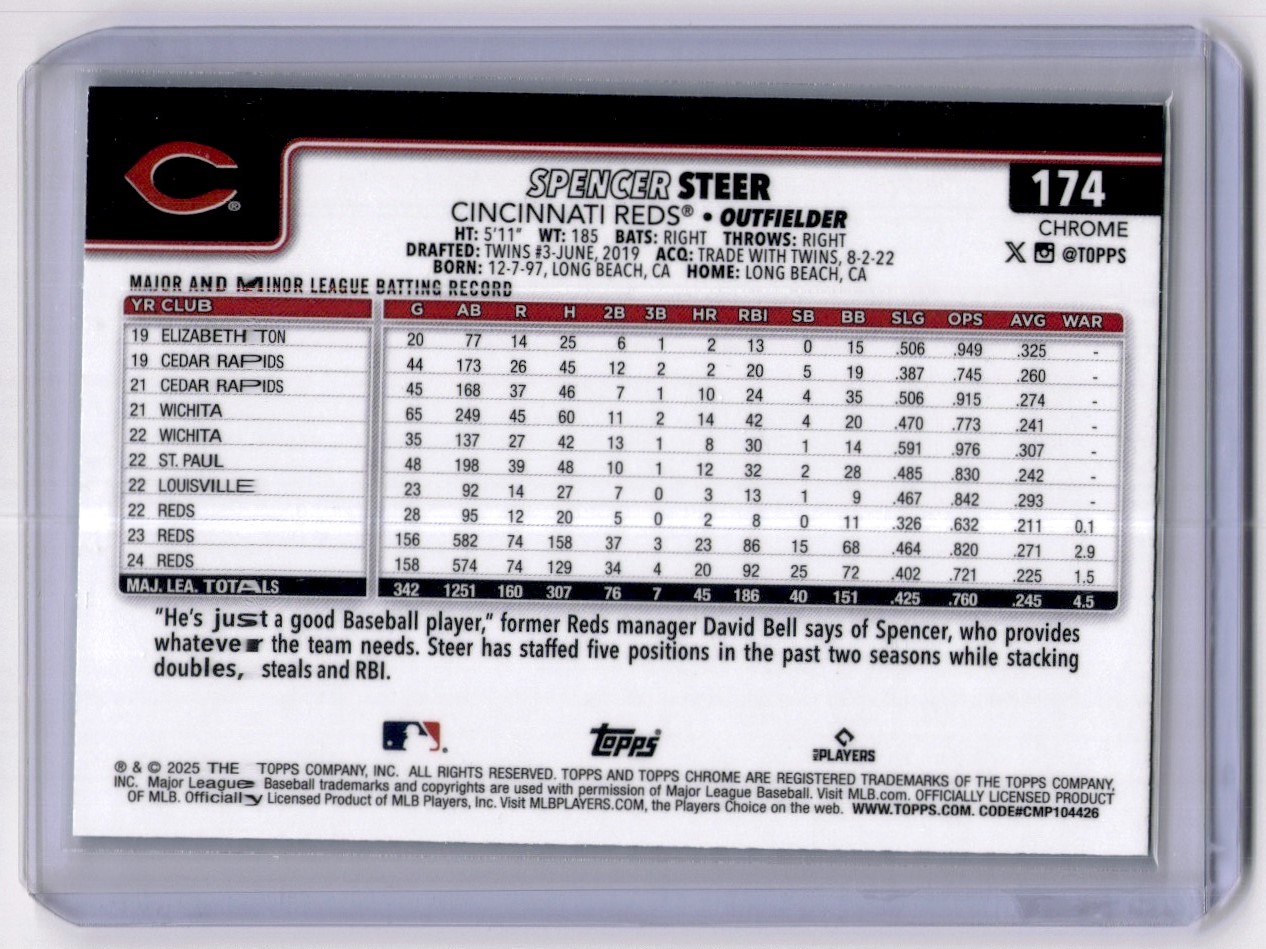 C®
SPENCER STEER
174
CINCINNATI REDS® • OUTFIELDER
CHROME
HT: 5'11" WT: 185 BATS: RIGHT THROWS: RIGHT
DRAFTED: TWINS #3-JUNE, 2019 ACQ: TRADE WITH TWINS, 8-2-22
@TOPPS
BORN: 12-7-97, LONG BEACH, CA HOME: LONG BEACH, CA
MAJOR AND MINOR LEAGUE BATTING RECORD
YR CLUB G AB R H 2B 3B HR RBI SB BB SLG OPS AVG WAR
19 ELIZABETHTON 20 77 14 25 6 1 2 13 0 15 .506 .949 .325 -
19 CEDAR RAPIDS 44 173 26 45 12 2 2 20 5 19 .387 .745 .260 -
21 CEDAR RAPIDS 45 168 37 46 7 1 10 24 4 35 .506 .915 .274 -
21 WICHITA 65 249 45 60 11 2 14 42 4 20 .470 .773 .241 -
22 WICHITA 35 137 27 42 13 1 8 30 1 14 .591 .976 .307 -
22 ST. PAUL 48 198 39 48 10 1 12 32 2 28 .485 .830 .242 -
22 LOUISVILLE 23 92 14 27 7 0 3 13 1 9 .467 .842 .293 -
22 REDS 28 95 12 20 5 0 2 8 0 11 .326 .632 .211 0.1
23 REDS 156 582 74 158 37 3 23 86 15 68 .464 .820 .271 2.9
24 REDS 158 574 74 129 34 4 20 92 25 72 .402 .721 .225 1.5
MAJ. LEA. TOTALS 342 1251 160 307 76 7 45 186 40 151 .425 .760 .245 4.5
"He's just a good Baseball player," former Reds manager David Bell says of Spencer, who provides
whatever the team needs. Steer has staffed five positions in the past two seasons while stacking
doubles, steals and RBI.
Topps
MLB PLAYERS
® & © 2025 THE TOPPS COMPANY, INC. ALL RIGHTS RESERVED. TOPPS AND TOPPS CHROME ARE REGISTERED TRADEMARKS OF THE TOPPS COMPANY,
INC. Major League Baseball trademarks and copyrights are used with permission of Major League Baseball. Visit MLB.com. OFFICIALLY LICENSED PRODUCT
OF MLB. Officially Licensed Product of MLB Players, Inc. Visit MLBPLAYERS.COM, the Players Choice on the web. WWW.TOPPS.COM. CODE#CMP104426